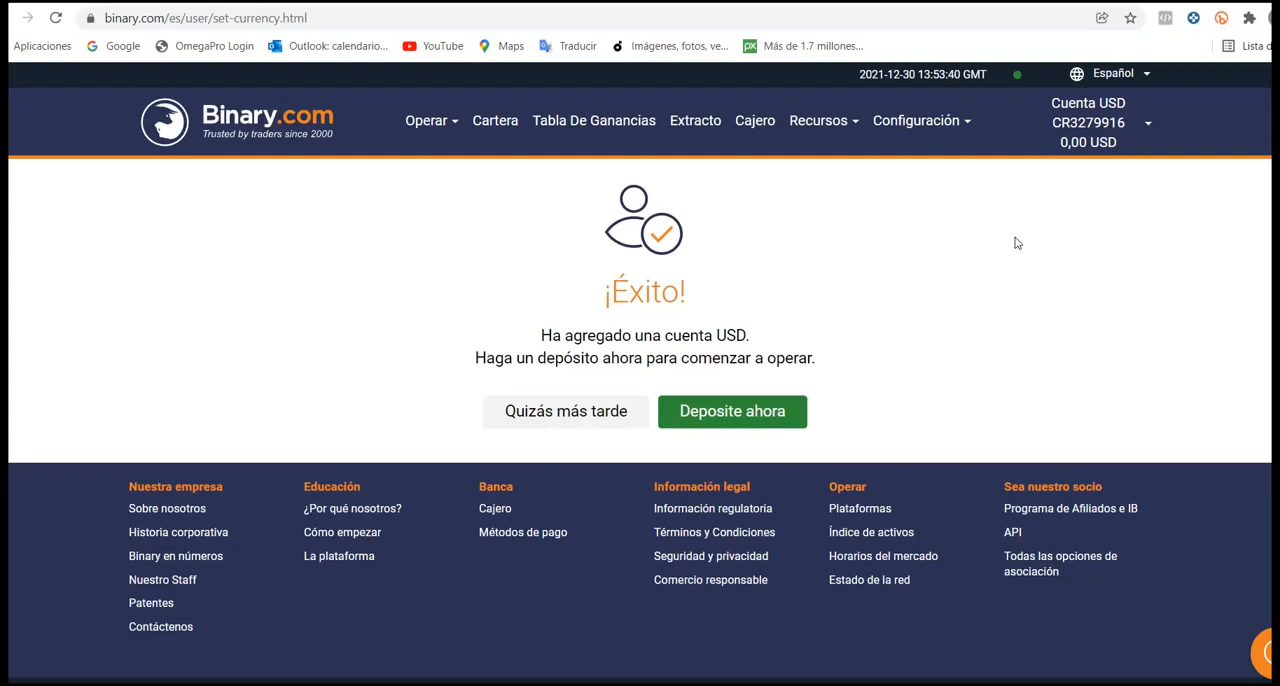 binary.com/es/user/set-currency.html
Aplicaciones Google OmegaPro Login Outlook: calendario... YouTube Maps Traducir Imágenes, fotos, ve... Más de 1.7 millones... Lista d
2021-12-30 13:53:40 GMT Español
Binary.com
Trusted by traders since 2000
Operar Cartera Tabla De Ganancias Extracto Cajero Recursos Configuración
Cuenta USD
CR3279916
0,00 USD
¡Éxito!
Ha agregado una cuenta USD.
Haga un depósito ahora para comenzar a operar.
Quizás más tarde Deposite ahora
Nuestra empresa
Sobre nosotros
Historia corporativa
Binary en números
Nuestro Staff
Patentes
Contáctenos
Educación
¿Por qué nosotros?
Cómo empezar
La plataforma
Banca
Cajero
Métodos de pago
Información legal
Información regulatoria
Términos y Condiciones
Seguridad y privacidad
Comercio responsable
Operar
Plataformas
Índice de activos
Horarios del mercado
Estado de la red
Sea nuestro socio
Programa de Afiliados e IB
API
Todas las opciones de
asociación